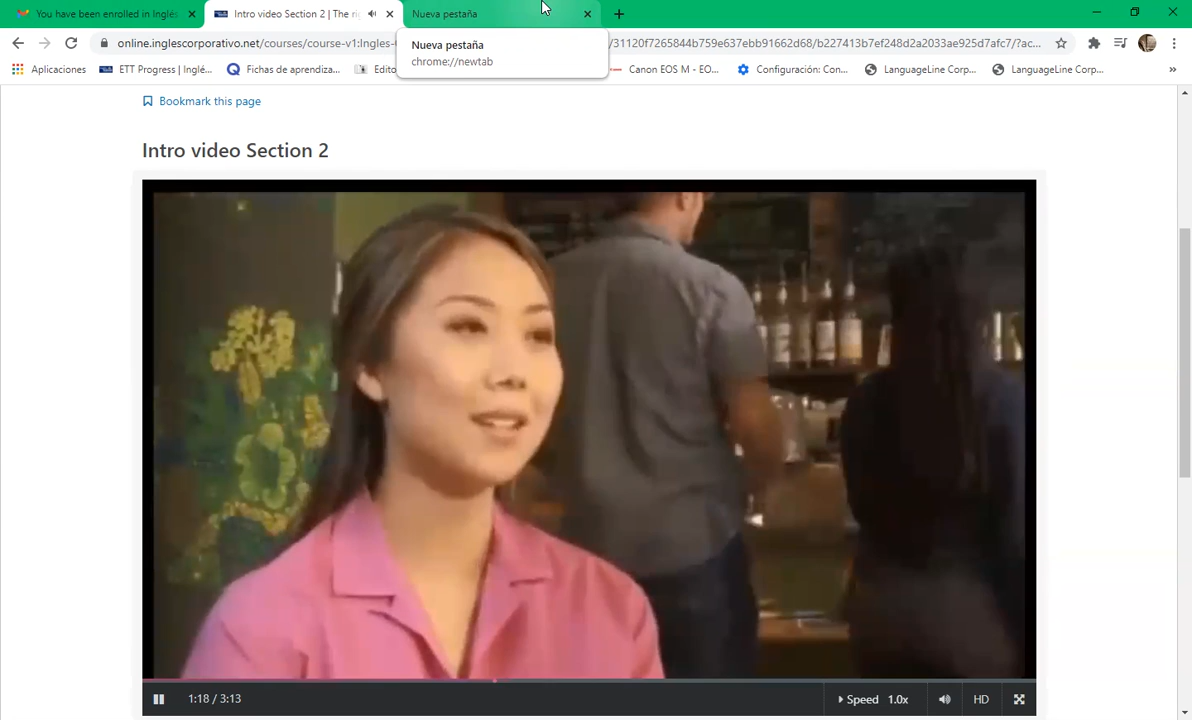 You have been enrolled in Inglés
Intro video Section 2 | The ri
Nueva pestaña
online.inglescorporativo.net/courses/course-v1:Ingles-
/31120f7265844b759e637ebb91662d68/b227413b7ef248d2a2033ae925d7afc7/?ac...
Nueva pestaña
chrome://newtab
Aplicaciones
ETT Progress | Inglé...
Fichas de aprendiza...
Edito
Canon EOS M - EO...
Configuración: Con...
LanguageLine Corp...
LanguageLine Corp...
Bookmark this page
Intro video Section 2
1:18 / 3:13
Speed 1.0x
HD